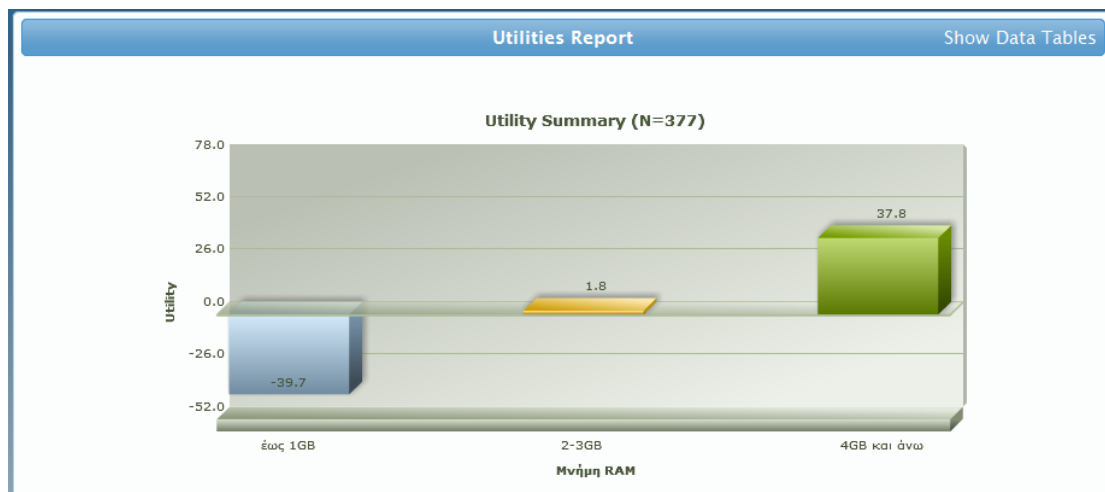 Utilities Report
Show Data Tables
Utility Summary (N=377)
78.0
52.0
26.0
0.0
-26.0
-52.0
Utility
-39.7
1.8
37.8
έως 1GB
2-3GB
4GB και άνω
Μνήμη RAM